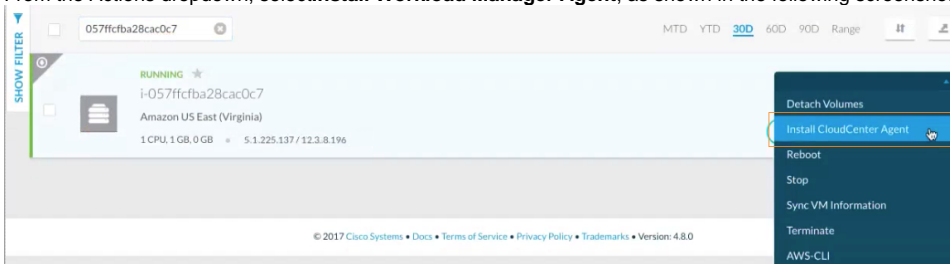 From the Actions dropdown, select Install Workload Manager Agent, as shown in the following screenshot
SHOW FILTER
057ffcfba28cac0c7
MTD YTD 30D 60D 90D Range
RUNNING
i-057ffcfba28cac0c7
Amazon US East (Virginia)
1 CPU, 1 GB, 0 GB 5.1.225.137 / 12.3.8.196
Detach Volumes
Install CloudCenter Agent
Reboot
Stop
Sync VM Information
Terminate
AWS-CLI
© 2017 Cisco Systems • Docs • Terms of Service • Privacy Policy • Trademarks • Version: 4.8.0